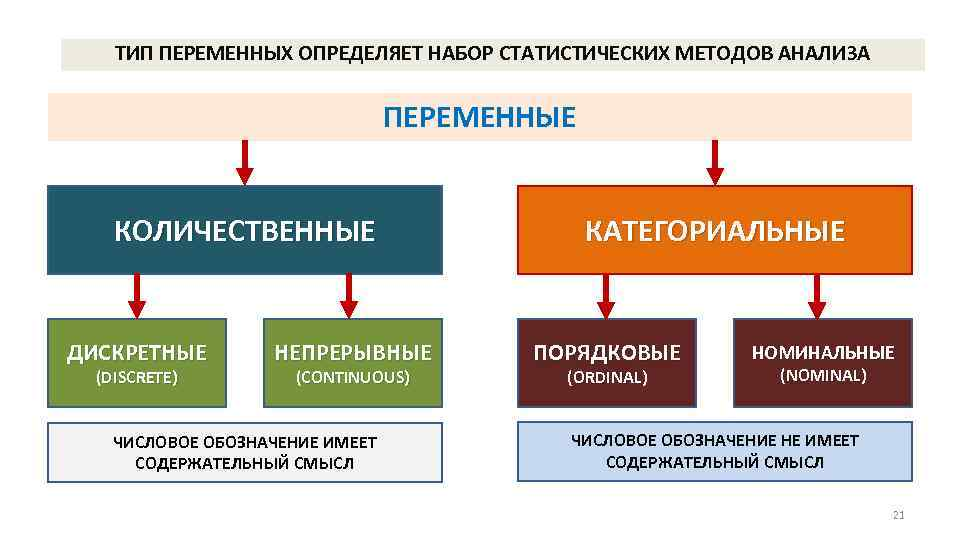 ТИП ПЕРЕМЕННЫХ ОПРЕДЕЛЯЕТ НАБОР СТАТИСТИЧЕСКИХ МЕТОДОВ АНАЛИЗА
ПЕРЕМЕННЫЕ
КОЛИЧЕСТВЕННЫЕ
КАТЕГОРИАЛЬНЫЕ
ДИСКРЕТНЫЕ
(DISCRETE)
НЕПРЕРЫВНЫЕ
(CONTINUOUS)
ПОРЯДКОВЫЕ
(ORDINAL)
НОМИНАЛЬНЫЕ
(NOMINAL)
ЧИСЛОВОЕ ОБОЗНАЧЕНИЕ ИМЕЕТ
СОДЕРЖАТЕЛЬНЫЙ СМЫСЛ
ЧИСЛОВОЕ ОБОЗНАЧЕНИЕ НЕ ИМЕЕТ
СОДЕРЖАТЕЛЬНЫЙ СМЫСЛ
21